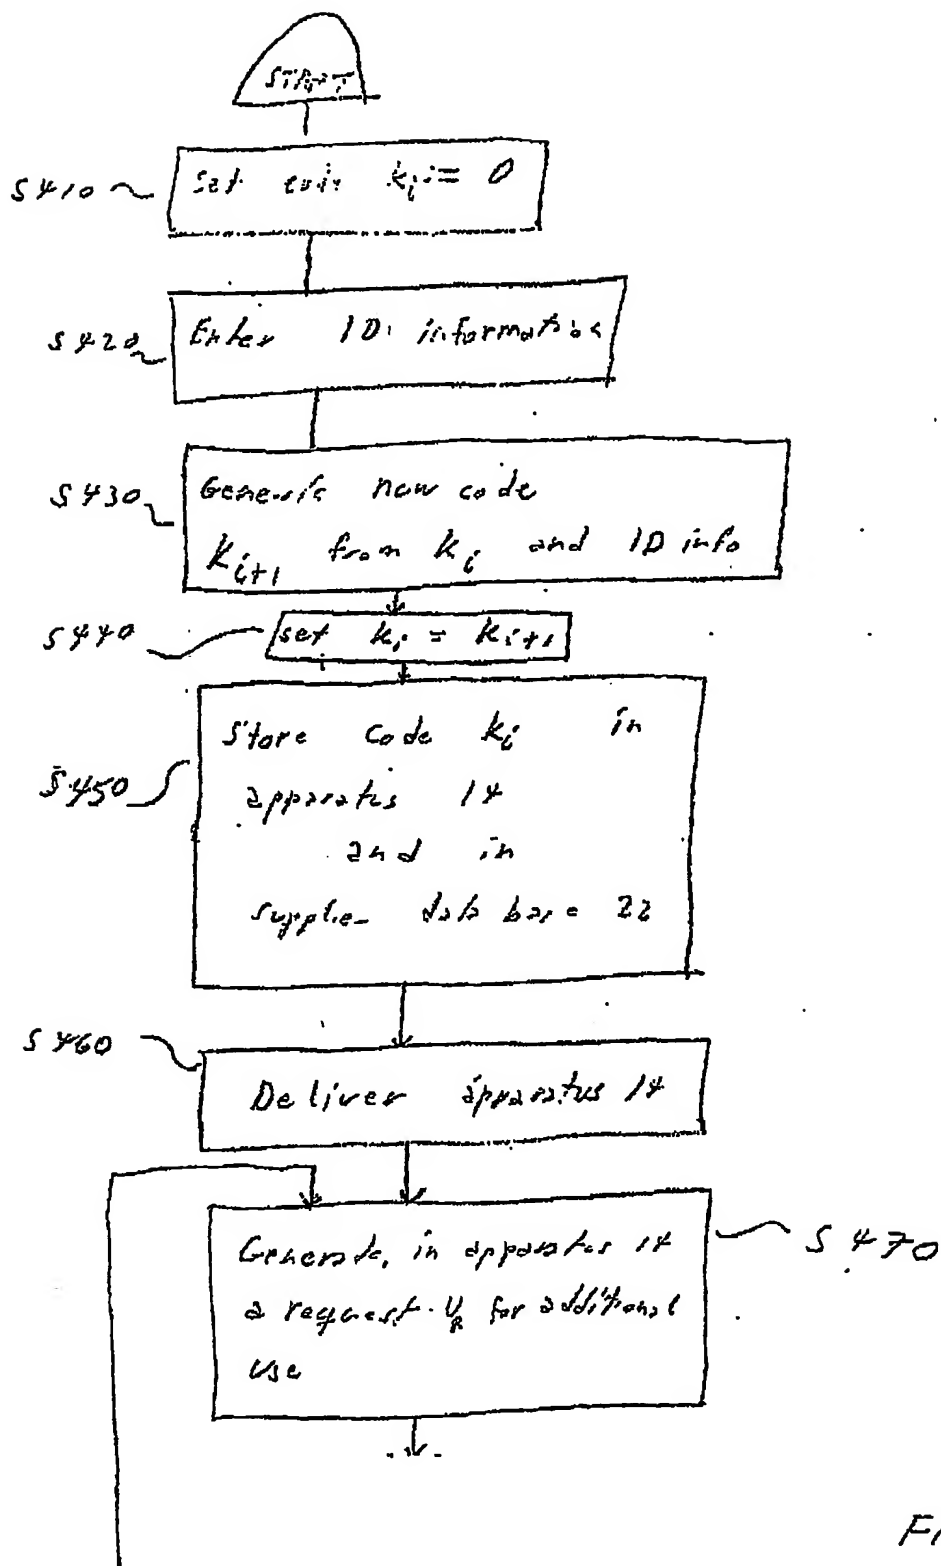 START
S410
Set code ki = 0
S420
Enter ID information
S430
Generate new code
Ki+1 from Ki and ID info
S440
set Ki = Ki+1
S450
Store code Ki in
apparatus 14
and in
supplier data base 22
S460
Deliver apparatus 14
Generate, in apparatus 14
S470
a request UR for additional
use